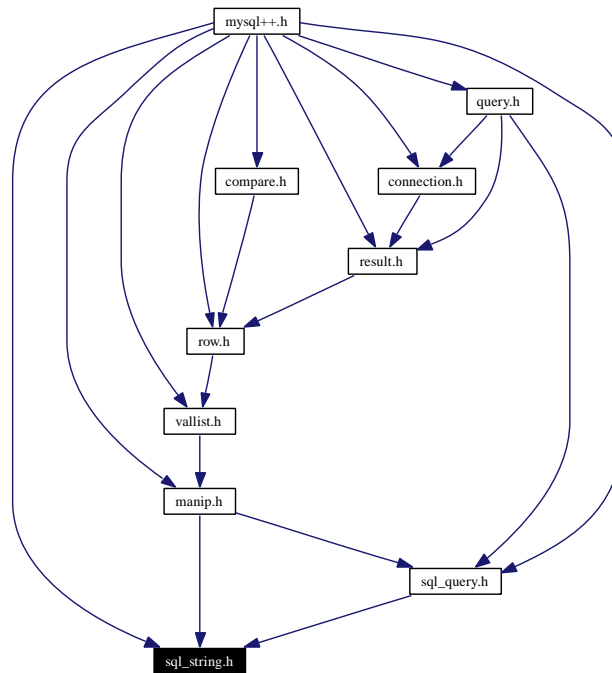 mysql++.h
query.h
compare.h
connection.h
result.h
row.h
vallist.h
manip.h
sql_query.h
sql_string.h